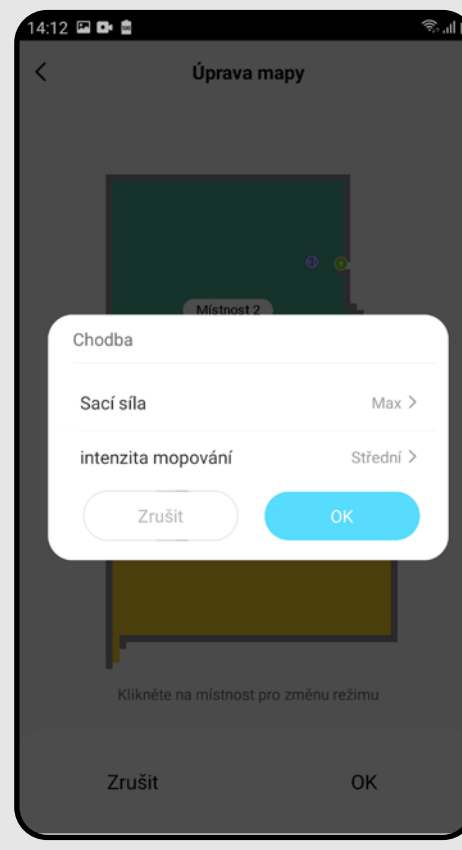 14:12
Úprava mapy
Místnost 2
Chodba
Sací síla Max
intenzita mopování Střední
Zrušit OK
Klikněte na místnost pro změnu režimu
Zrušit OK